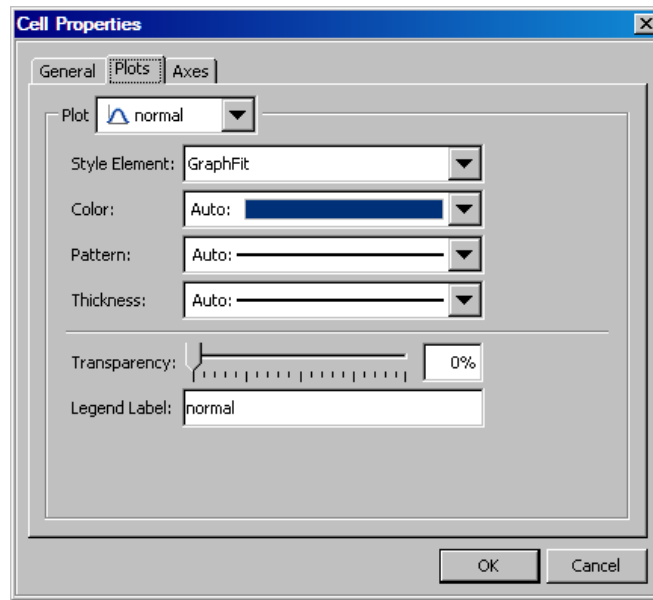 Cell Properties
General Plots Axes
Plot normal
Style Element: GraphFit
Color: Auto:
Pattern: Auto:
Thickness: Auto:
Transparency: 0%
Legend Label: normal
OK Cancel